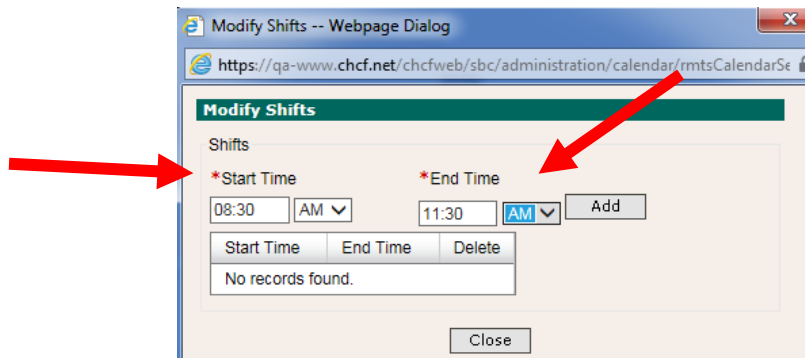 Modify Shifts -- Webpage Dialog
x
https://qa-www.chcf.net/chcfweb/sbc/administration/calendar/rmtsCalendarSe
Modify Shifts
Shifts
*Start Time *End Time
08:30 AM 11:30 AM Add
Start Time End Time Delete
No records found.
Close